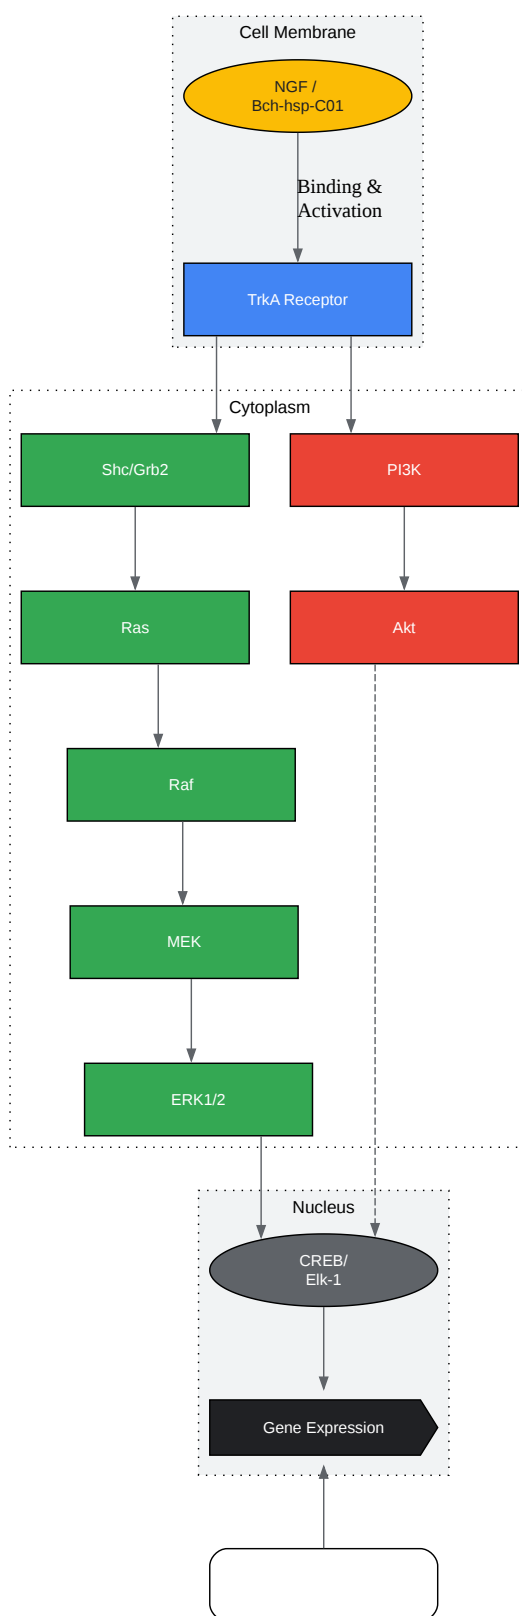 Cell Membrane
NGF /
Bch-hsp-C01
Binding &
Activation
TrkA Receptor
Cytoplasm
Shc/Grb2
PI3K
Ras
Akt
Raf
MEK
ERK1/2
Nucleus
CREB/
Elk-1
Gene Expression